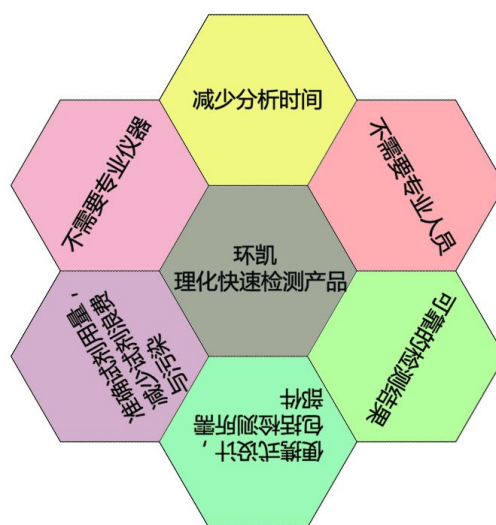 减少分析时间
不需要专业人员
可靠的检测结果
便携式设计，
包括检测所需
部件
准确试剂用量，
减少试剂浪费
与污染
不需要专业仪器
环凯
理化快速检测产品